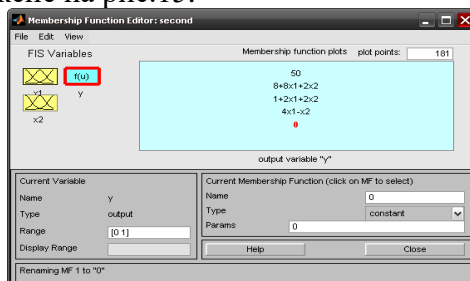 Membership Function Editor: second
File Edit View
FIS Variables
Membership function plots plot points: 181
f(u)
x1 y
x2
50
8+8x1+2x2
1+2x1+2x2
4x1-x2
0
output variable "y"
Current Variable
Name y
Type output
Range [0 1]
Display Range
Current Membership Function (click on MF to select)
Name 0
Type constant
Params 0
Help Close
Renaming MF 1 to "0"